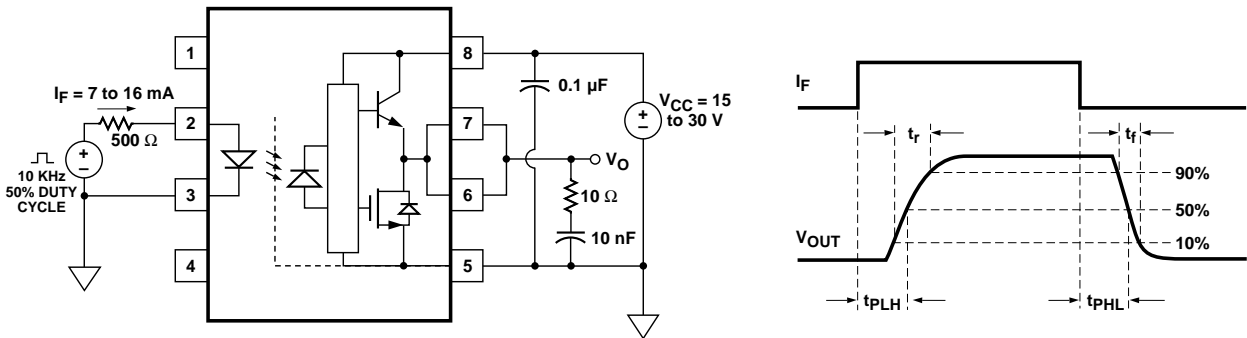 I_F = 7 to 16 mA
500 Ω
10 KHz
50% DUTY
CYCLE
+
–
1
2
3
4
8
7
6
5
0.1 µF
+
–
V_CC = 15
to 30 V
V_O
10 Ω
10 nF
I_F
t_r
t_f
90%
50%
10%
V_OUT
t_PLH
t_PHL